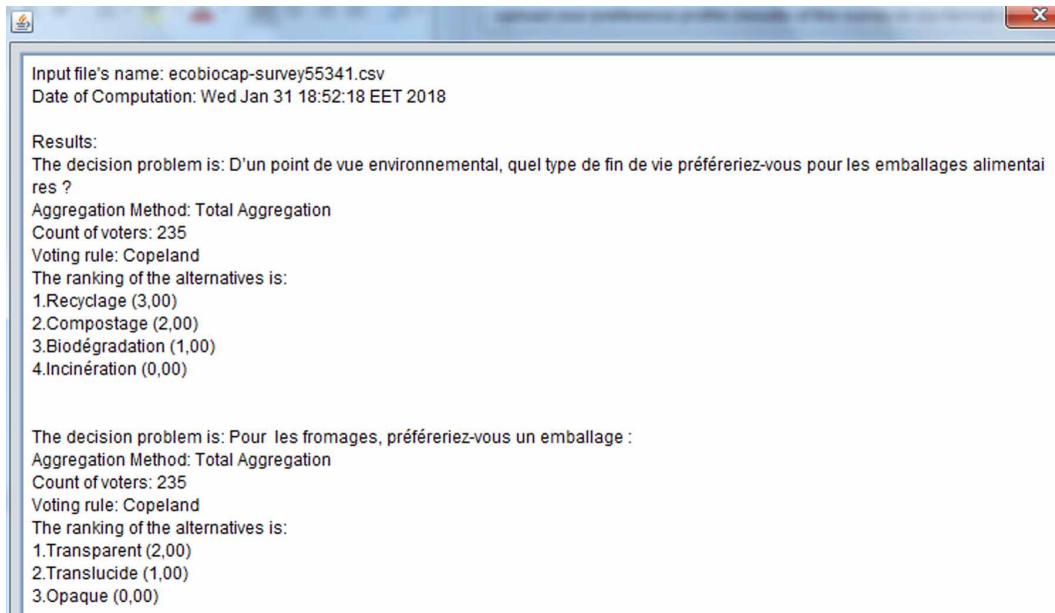 Input file's name: ecobiocap-survey55341.csv
Date of Computation: Wed Jan 31 18:52:18 EET 2018
Results:
The decision problem is: D'un point de vue environnemental, quel type de fin de vie préféreriez-vous pour les emballages alimentai
res ?
Aggregation Method: Total Aggregation
Count of voters: 235
Voting rule: Copeland
The ranking of the alternatives is:
1.Recyclage (3,00)
2.Compostage (2,00)
3.Biodégradation (1,00)
4.Incinération (0,00)
The decision problem is: Pour  les fromages, préféreriez-vous un emballage :
Aggregation Method: Total Aggregation
Count of voters: 235
Voting rule: Copeland
The ranking of the alternatives is:
1.Transparent (2,00)
2.Translucide (1,00)
3.Opaque (0,00)